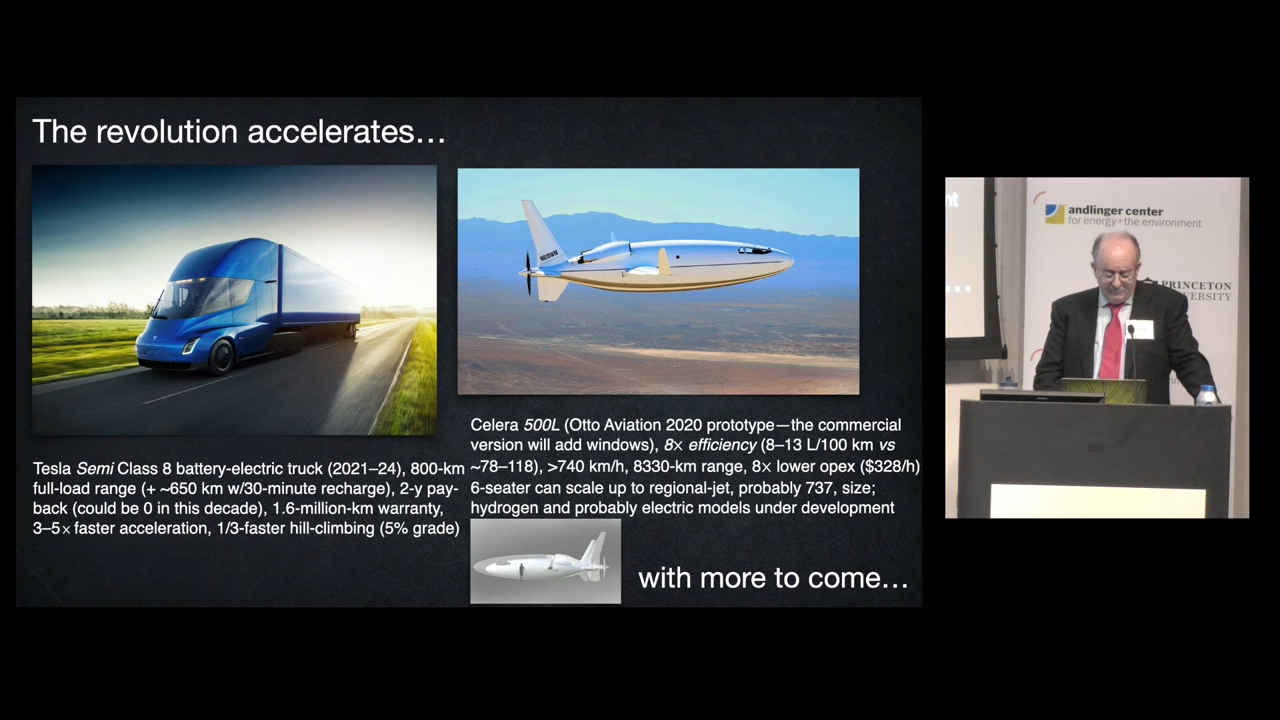 The revolution accelerates…
N818WM
Tesla Semi Class 8 battery-electric truck (2021–24), 800-km
full-load range (+ ~650 km w/30-minute recharge), 2-y pay-
back (could be 0 in this decade), 1.6-million-km warranty,
3–5× faster acceleration, 1/3-faster hill-climbing (5% grade)
Celera 500L (Otto Aviation 2020 prototype—the commercial
version will add windows), 8× efficiency (8–13 L/100 km vs
~78–118), >740 km/h, 8330-km range, 8× lower opex ($328/h)
6-seater can scale up to regional-jet, probably 737, size;
hydrogen and probably electric models under development
with more to come…
nt
andlinger center
for energy+the environment
PRINCETON
VERSITY